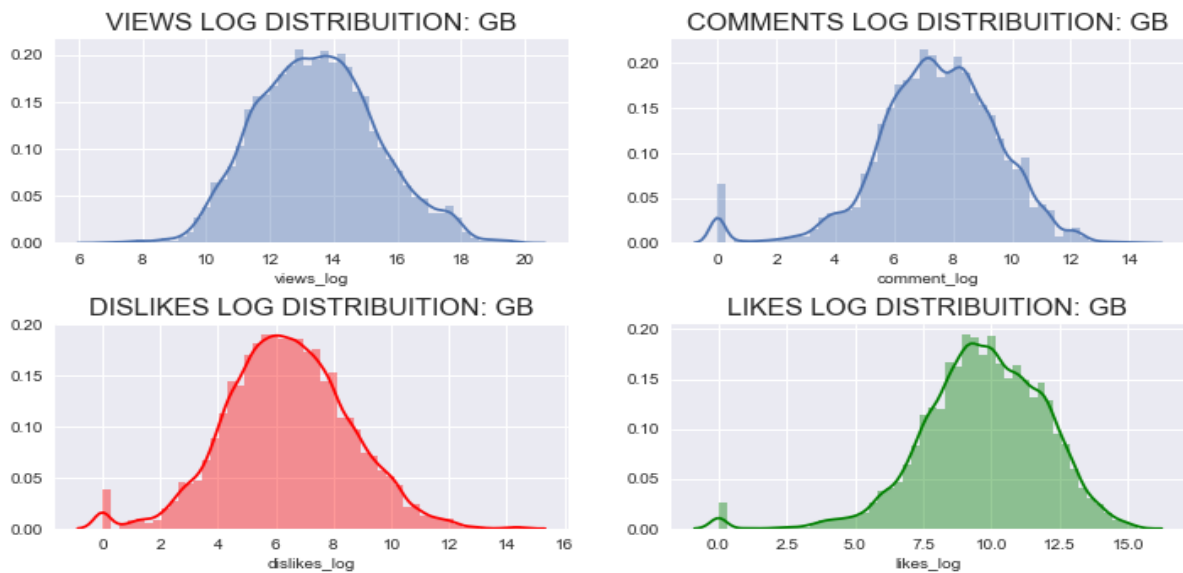 VIEWS LOG DISTRIBUITION: GB
0.20
0.15
0.10
0.05
0.00
6 8 10 12 14 16 18 20
views_log
COMMENTS LOG DISTRIBUITION: GB
0.20
0.15
0.10
0.05
0.00
0 2 4 6 8 10 12 14
comment_log
DISLIKES LOG DISTRIBUITION: GB
0.20
0.15
0.10
0.05
0.00
0 2 4 6 8 10 12 14 16
dislikes_log
LIKES LOG DISTRIBUITION: GB
0.20
0.15
0.10
0.05
0.00
0.0 2.5 5.0 7.5 10.0 12.5 15.0
likes_log